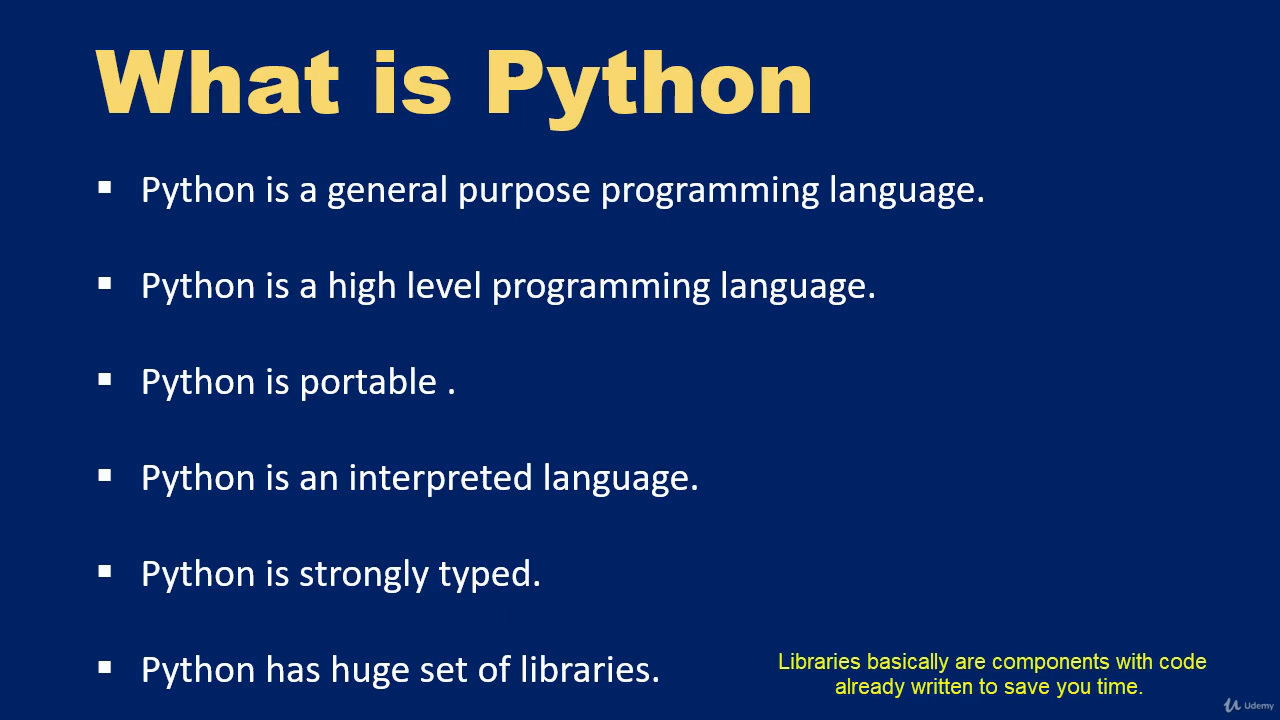 What is Python
▪ Python is a general purpose programming language.
▪ Python is a high level programming language.
▪ Python is portable .
▪ Python is an interpreted language.
▪ Python is strongly typed.
▪ Python has huge set of libraries.
Libraries basically are components with code
already written to save you time.
Udemy